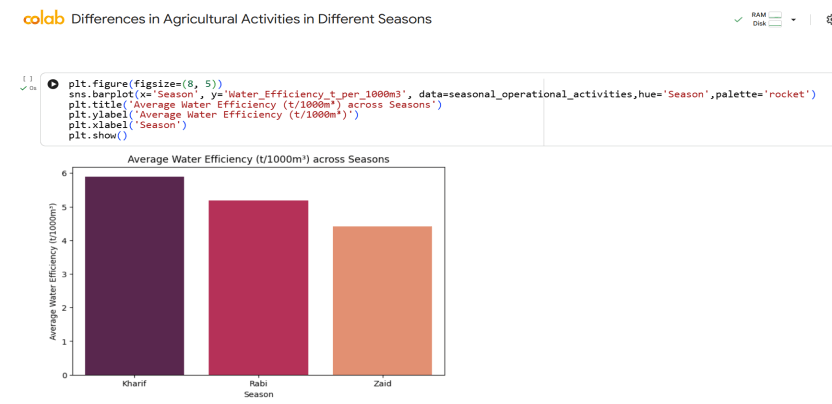 colab Differences in Agricultural Activities in Different Seasons
RAM
Disk
[ ]
0s
plt.figure(figsize=(8, 5))
sns.barplot(x='Season', y='Water_Efficiency_t_per_1000m3', data=seasonal_operational_activities,hue='Season',palette='rocket')
plt.title('Average Water Efficiency (t/1000m³) across Seasons')
plt.ylabel('Average Water Efficiency (t/1000m³)')
plt.xlabel('Season')
plt.show()
Average Water Efficiency (t/1000m³) across Seasons
6
5
4
3
2
1
0
Average Water Efficiency (t/1000m³)
Kharif Rabi Zaid
Season